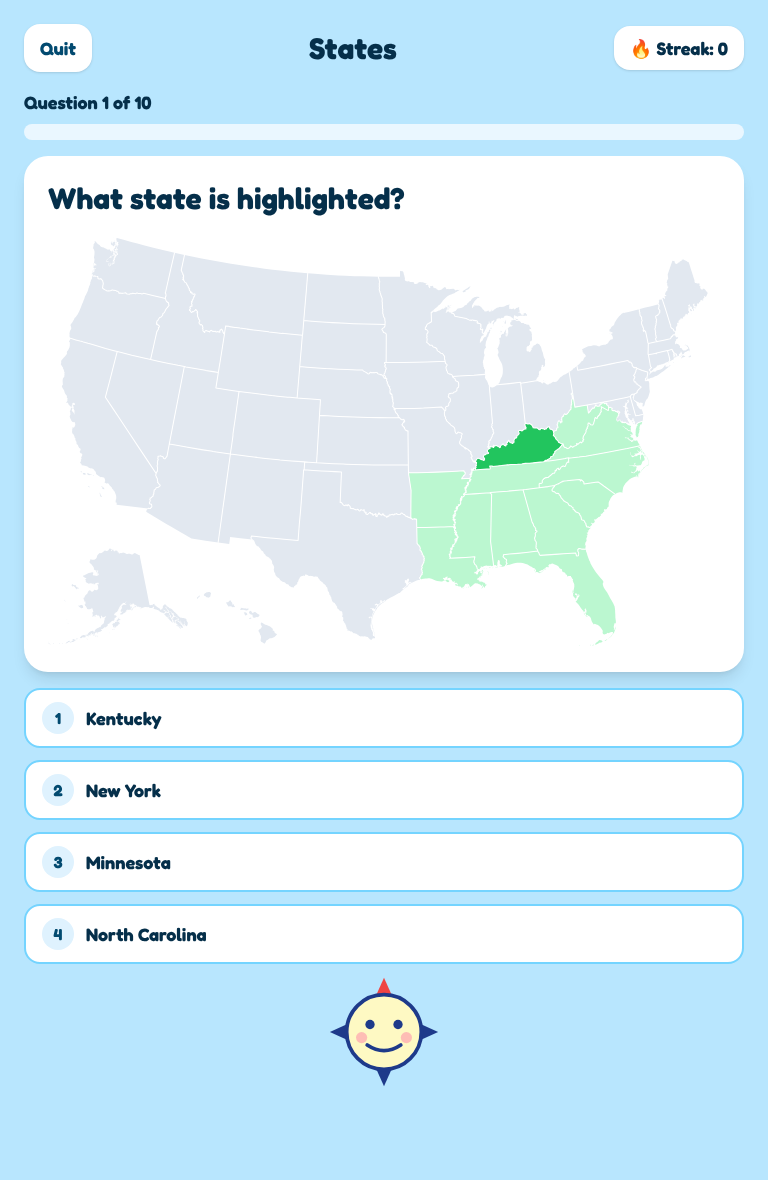 Quit
States
🔥 Streak: 0
Question 1 of 10
What state is highlighted?
1 Kentucky
2 New York
3 Minnesota
4 North Carolina